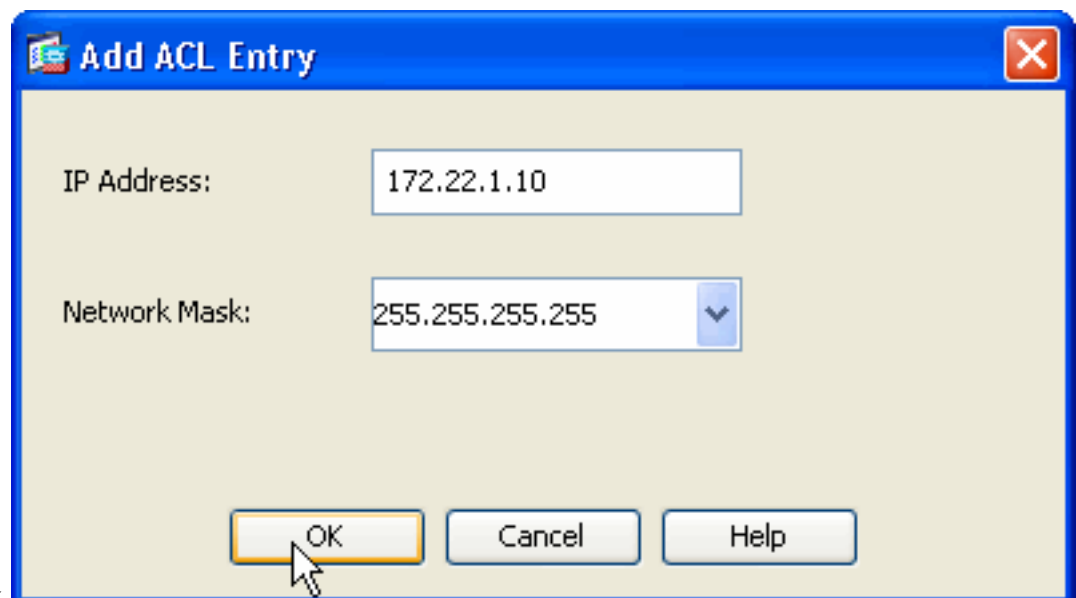 Add ACL Entry
IP Address: 172.22.1.10
Network Mask: 255.255.255.255
OK Cancel Help